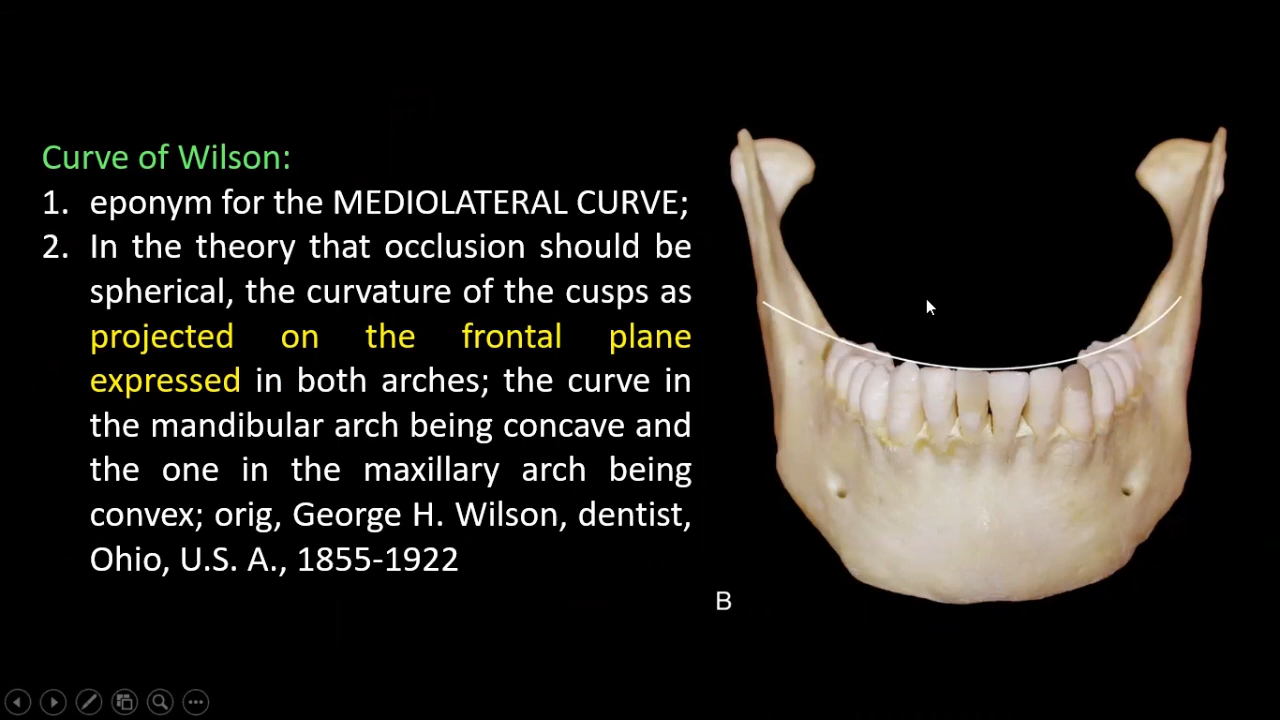 Curve of Wilson:
1. eponym for the MEDIOLATERAL CURVE;
2. In the theory that occlusion should be
spherical, the curvature of the cusps as
projected on the frontal plane
expressed in both arches; the curve in
the mandibular arch being concave and
the one in the maxillary arch being
convex; orig, George H. Wilson, dentist,
Ohio, U.S. A., 1855-1922
B